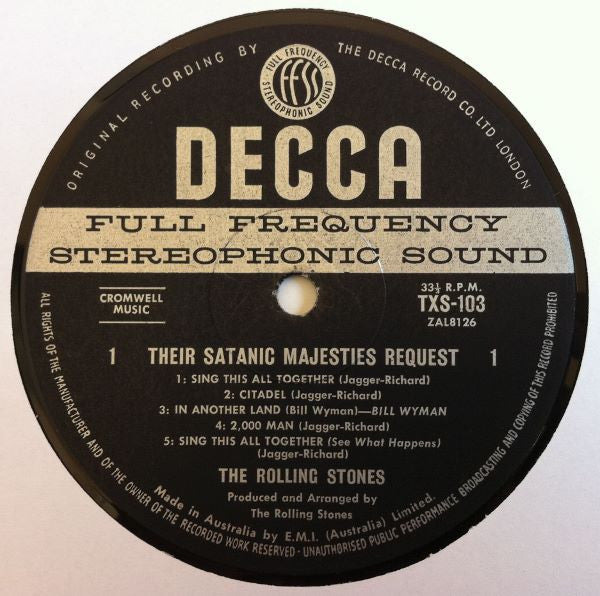 ORIGINAL RECORDING BY
THE DECCA RECORD CO. LTD LONDON
FULL FREQUENCY
ffss
STEREOPHONIC SOUND
DECCA
FULL FREQUENCY
STEREOPHONIC SOUND
CROMWELL
MUSIC
33⅓ R.P.M.
TXS-103
ZAL8126
1 THEIR SATANIC MAJESTIES REQUEST 1
1: SING THIS ALL TOGETHER (Jagger-Richard)
2: CITADEL (Jagger-Richard)
3: IN ANOTHER LAND (Bill Wyman)—BILL WYMAN
4: 2,000 MAN (Jagger-Richard)
5: SING THIS ALL TOGETHER (See What Happens)
(Jagger-Richard)
THE ROLLING STONES
Produced and Arranged by
The Rolling Stones
Made in Australia by E.M.I. (Australia) Limited.
ALL RIGHTS OF THE MANUFACTURER AND OF THE OWNER OF THE RECORDED WORK RESERVED - UNAUTHORISED PUBLIC PERFORMANCE BROADCASTING AND COPYING OF THIS RECORD PROHIBITED